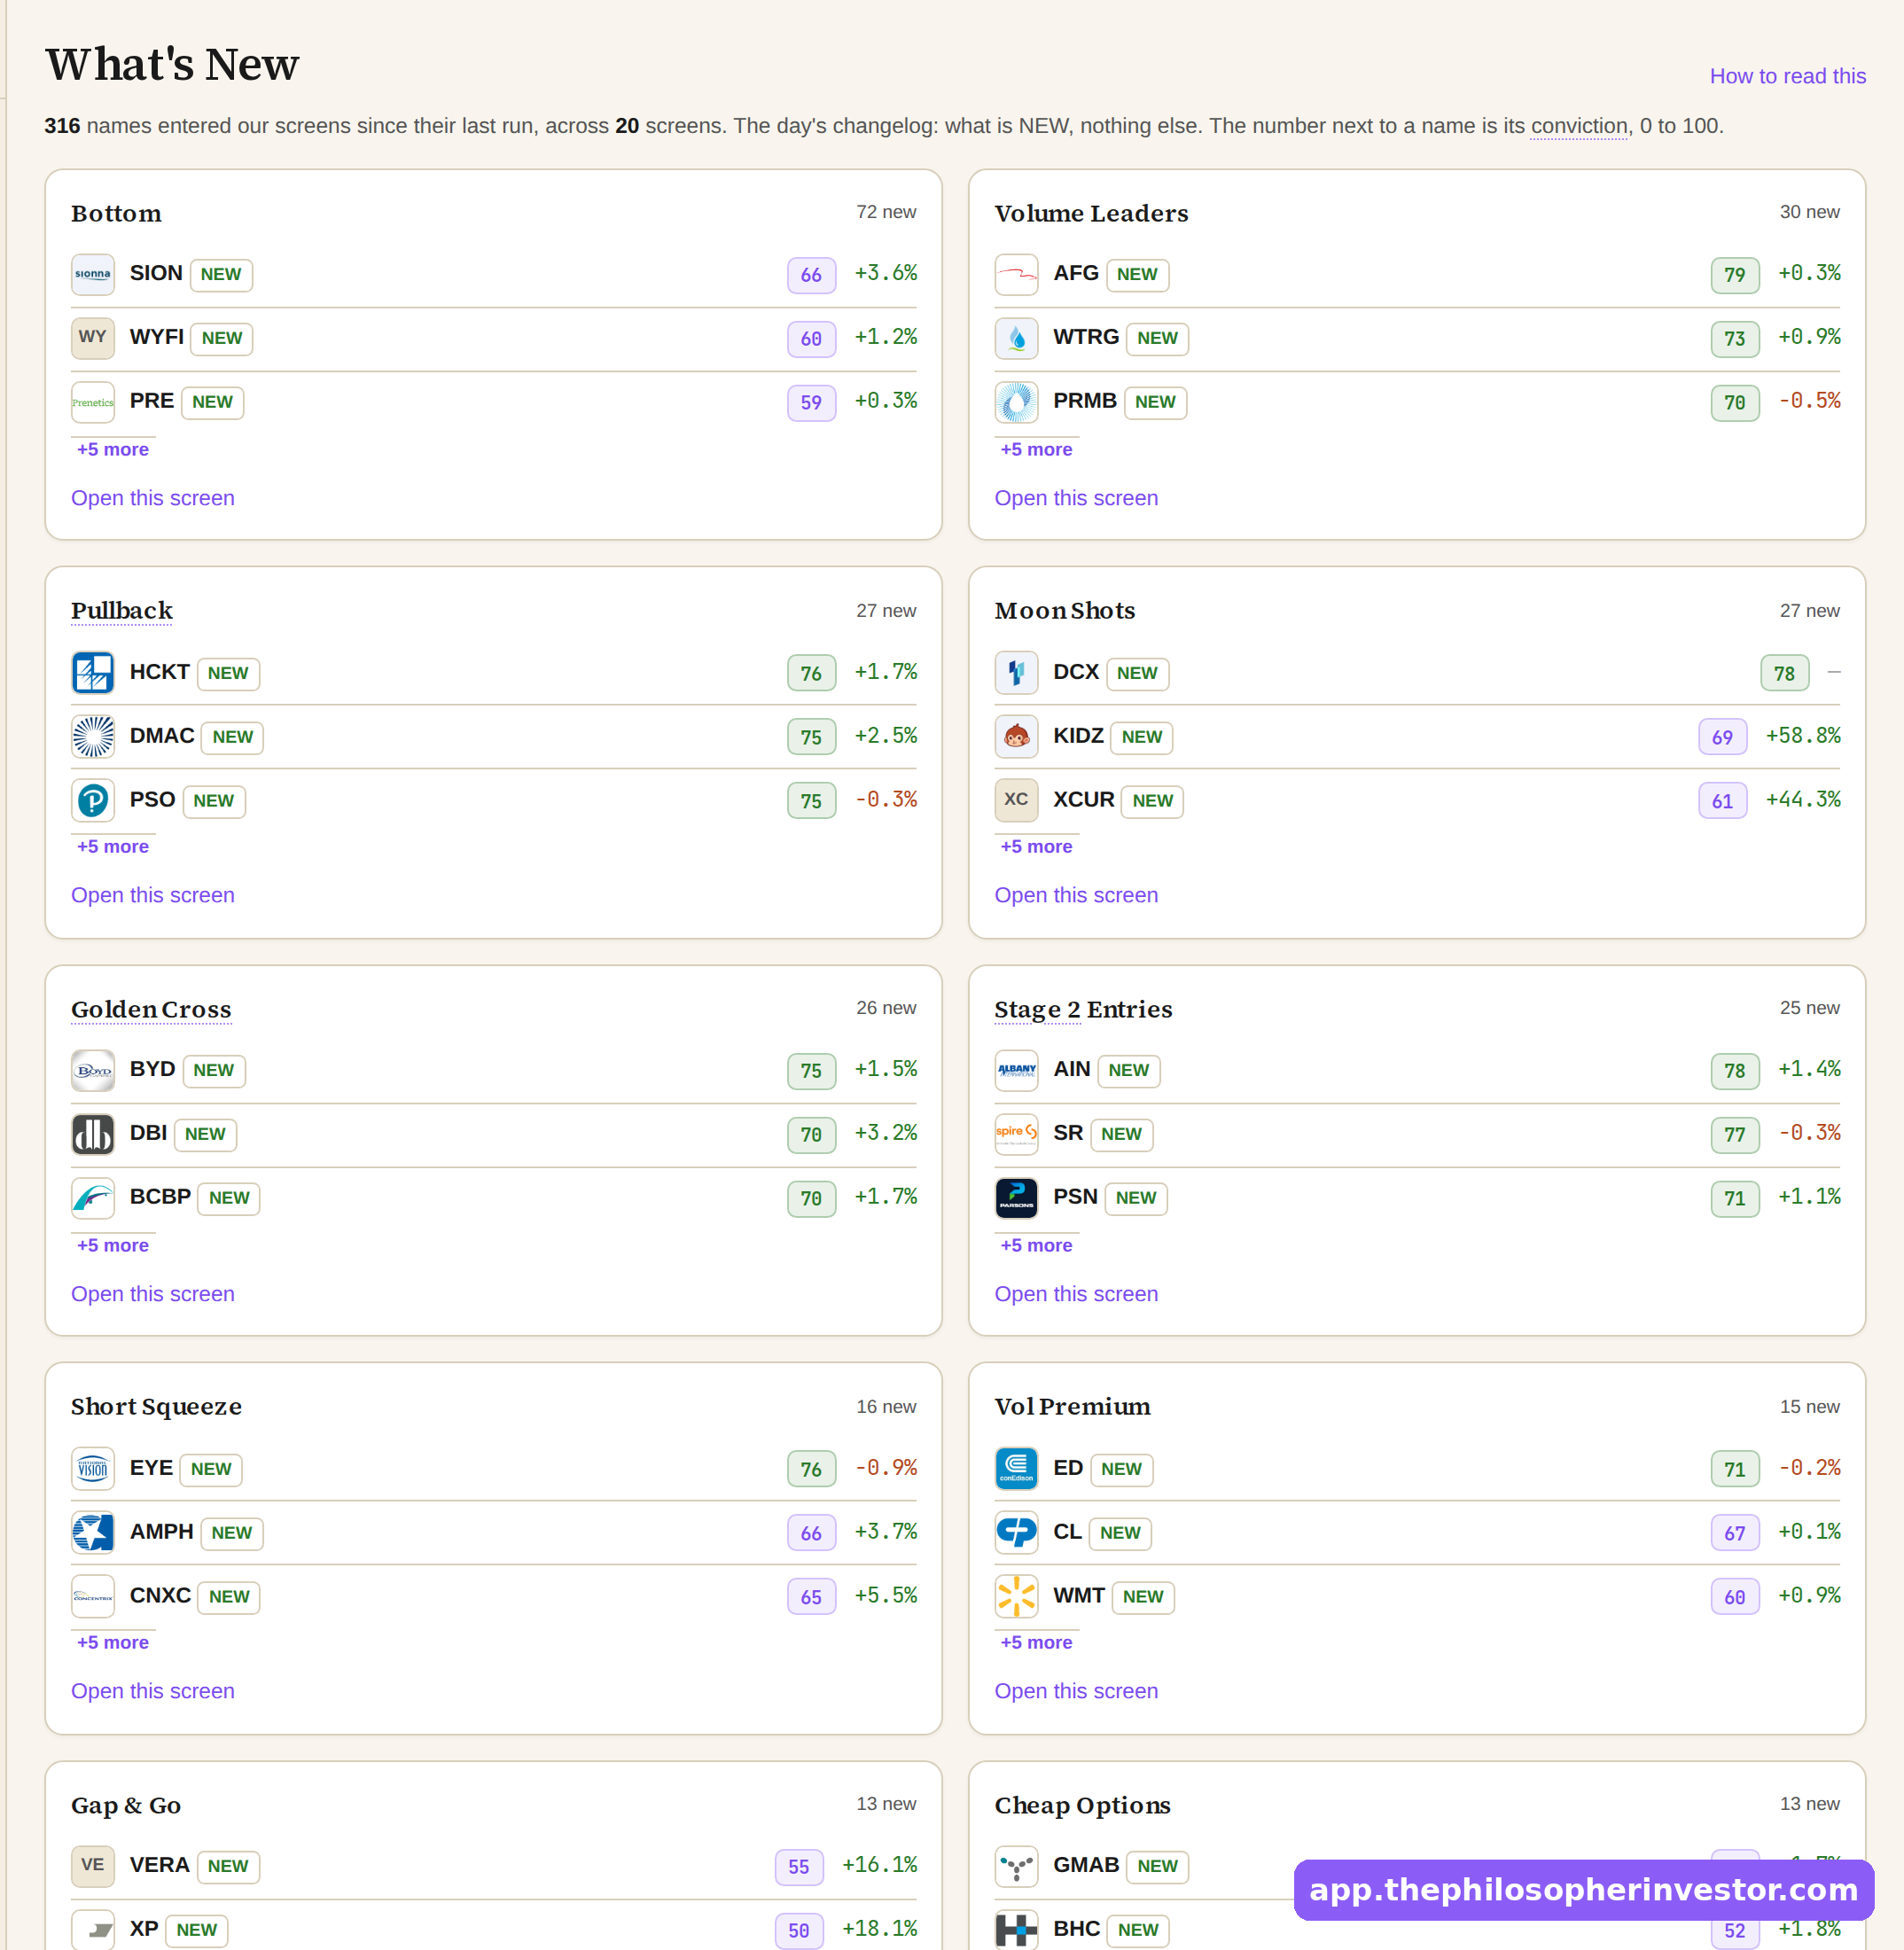 What's New
How to read this
316 names entered our screens since their last run, across 20 screens. The day's changelog: what is NEW, nothing else. The number next to a name is its conviction, 0 to 100.
Bottom 72 new
sionna SION NEW 66 +3.6%
WY WYFI NEW 60 +1.2%
Prenetics PRE NEW 59 +0.3%
+5 more
Open this screen
Volume Leaders 30 new
AFG NEW 79 +0.3%
WTRG NEW 73 +0.9%
PRMB NEW 70 -0.5%
+5 more
Open this screen
Pullback 27 new
HCKT NEW 76 +1.7%
DMAC NEW 75 +2.5%
PSO NEW 75 -0.3%
+5 more
Open this screen
Moon Shots 27 new
DCX NEW 78 —
KIDZ NEW 69 +58.8%
XC XCUR NEW 61 +44.3%
+5 more
Open this screen
Golden Cross 26 new
BOYD BYD NEW 75 +1.5%
DBI NEW 70 +3.2%
BCBP NEW 70 +1.7%
+5 more
Open this screen
Stage 2 Entries 25 new
ALBANY INTERNATIONAL AIN NEW 78 +1.4%
spire SR NEW 77 -0.3%
PARSONS PSN NEW 71 +1.1%
+5 more
Open this screen
Short Squeeze 16 new
NATIONAL VISION EYE NEW 76 -0.9%
AMPH NEW 66 +3.7%
CONCENTRIX CNXC NEW 65 +5.5%
+5 more
Open this screen
Vol Premium 15 new
conEdison ED NEW 71 -0.2%
CL NEW 67 +0.1%
WMT NEW 60 +0.9%
+5 more
Open this screen
Gap & Go 13 new
VE VERA NEW 55 +16.1%
XP NEW 50 +18.1%
Cheap Options 13 new
GMAB NEW
BHC NEW 52 +1.8%
app.thephilosopherinvestor.com